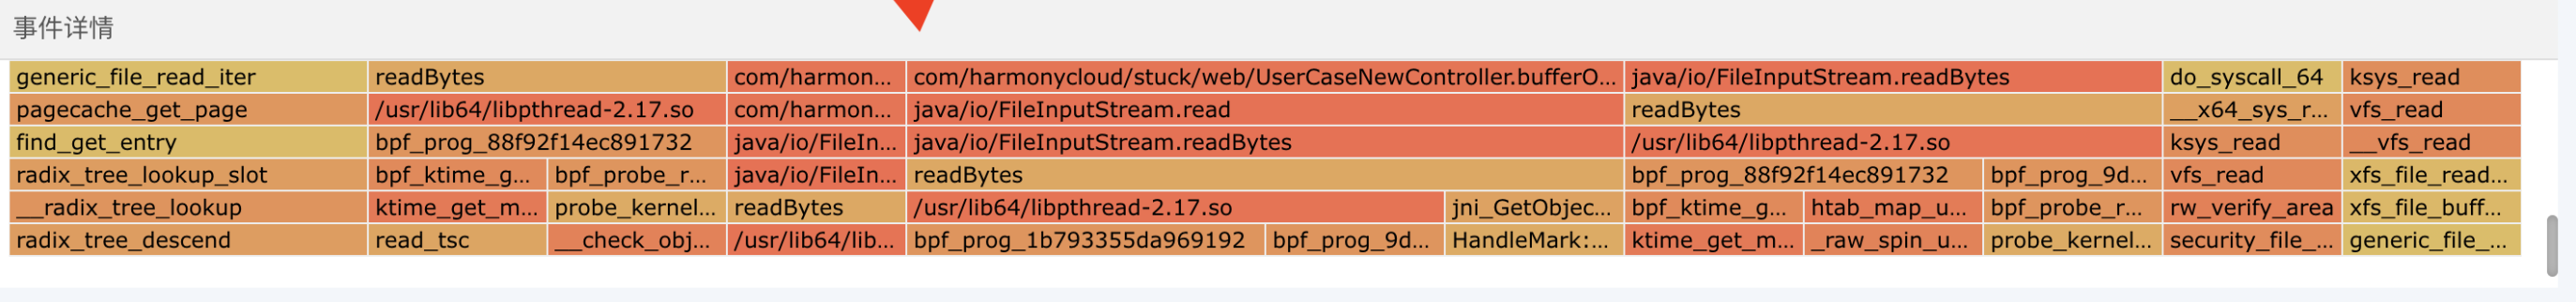 事件详情
generic_file_read_iter readBytes com/harmon... com/harmonycloud/stuck/web/UserCaseNewController.bufferO... java/io/FileInputStream.readBytes do_syscall_64 ksys_read
pagecache_get_page /usr/lib64/libpthread-2.17.so com/harmon... java/io/FileInputStream.read readBytes __x64_sys_r... vfs_read
find_get_entry bpf_prog_88f92f14ec891732 java/io/FileIn... java/io/FileInputStream.readBytes /usr/lib64/libpthread-2.17.so ksys_read __vfs_read
radix_tree_lookup_slot bpf_ktime_g... bpf_probe_r... java/io/FileIn... readBytes bpf_prog_88f92f14ec891732 bpf_prog_9d... vfs_read xfs_file_read...
__radix_tree_lookup ktime_get_m... probe_kernel... readBytes /usr/lib64/libpthread-2.17.so jni_GetObjec... bpf_ktime_g... htab_map_u... bpf_probe_r... rw_verify_area xfs_file_buff...
radix_tree_descend read_tsc __check_obj... /usr/lib64/lib... bpf_prog_1b793355da969192 bpf_prog_9d... HandleMark:... ktime_get_m... _raw_spin_u... probe_kernel... security_file_... generic_file_...